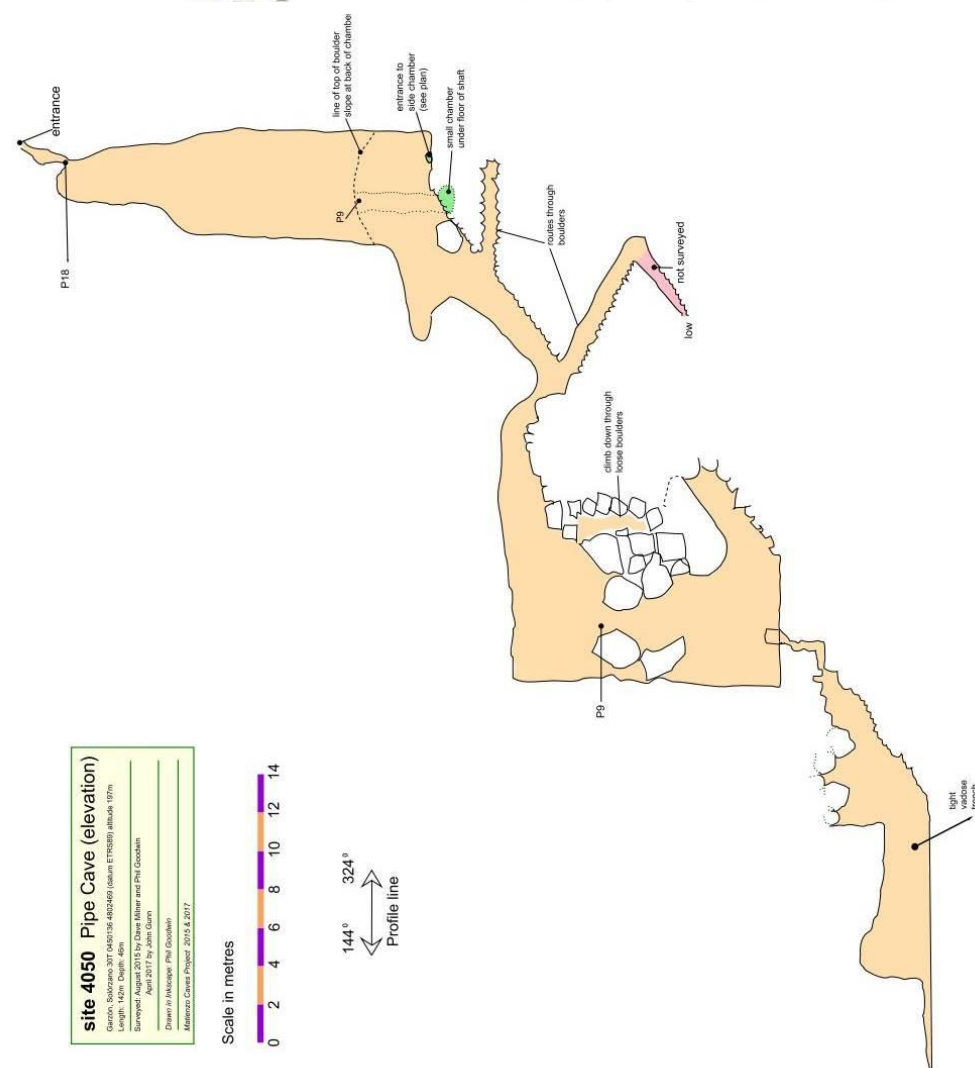 entrance
P18
line of top of boulder
slope at back of chambe
entrance to
side chamber
(see plan)
small chamber
under floor of shaft
P9
routes through
boulders
not surveyed
low
climb down through
loose boulders
P9
tight
vadose
site 4050 Pipe Cave (elevation)
Garzón, Solórzano 30T 0450136 4802469 (datum ETRS89) altitude 197m
Length: 142m Depth: 46m
Surveyed: August 2015 by Dave Milner and Phil Goodwin
April 2017 by John Gunn
Drawn in Inkscape: Phil Goodwin
Matienzo Caves Project 2015 & 2017
Scale in metres
0 2 4 6 8 10 12 14
144° 324°
Profile line